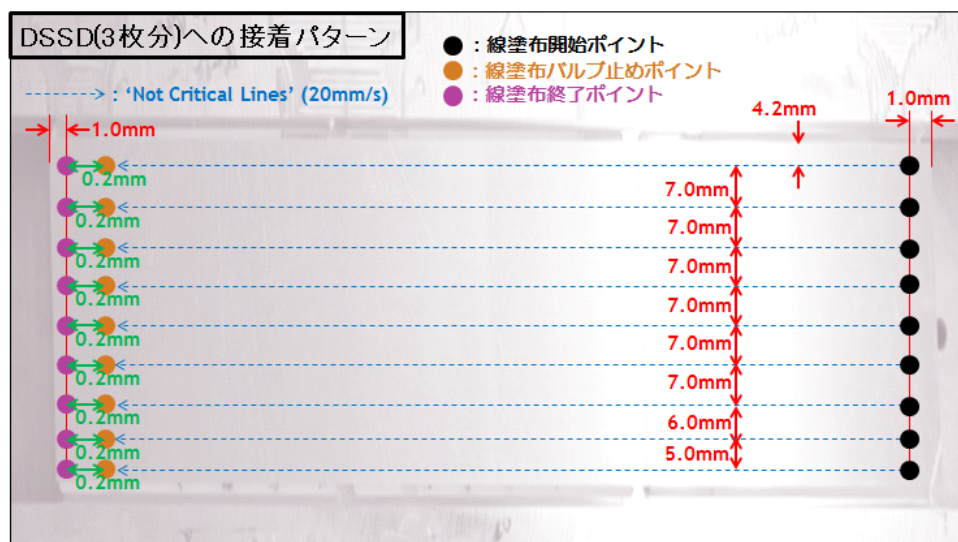 DSSD(3枚分)への接着パターン
●：線塗布開始ポイント
●：線塗布バルブ止めポイント
●：線塗布終了ポイント
：‘Not Critical Lines’ (20mm/s)
4.2mm
1.0mm
1.0mm
0.2mm
7.0mm
0.2mm
7.0mm
0.2mm
7.0mm
0.2mm
7.0mm
0.2mm
7.0mm
0.2mm
7.0mm
0.2mm
6.0mm
0.2mm
5.0mm
0.2mm